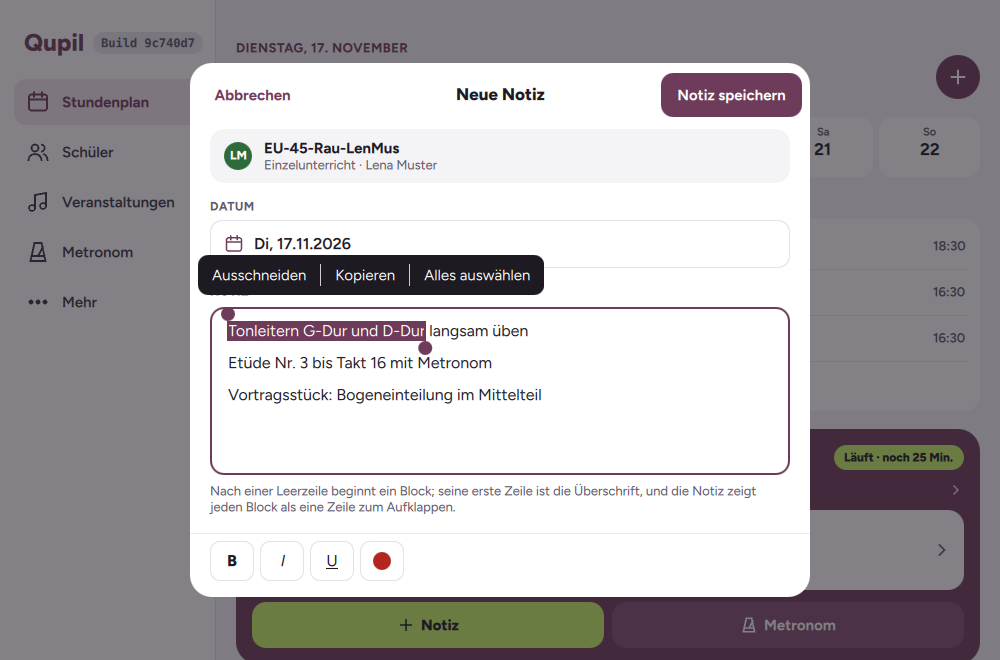 Qupil Build 9c740d7
DIENSTAG, 17. NOVEMBER
Stundenplan
Schüler
Veranstaltungen
Metronom
Mehr
Abbrechen
Neue Notiz
Notiz speichern
LM
EU-45-Rau-LenMus
Einzelunterricht · Lena Muster
DATUM
Di, 17.11.2026
Ausschneiden
Kopieren
Alles auswählen
Tonleitern G-Dur und D-Dur langsam üben
Etüde Nr. 3 bis Takt 16 mit Metronom
Vortragsstück: Bogeneinteilung im Mittelteil
Nach einer Leerzeile beginnt ein Block; seine erste Zeile ist die Überschrift, und die Notiz zeigt
jeden Block als eine Zeile zum Aufklappen.
B
I
U
Sa
21
So
22
18:30
16:30
16:30
Läuft · noch 25 Min.
Notiz
Metronom